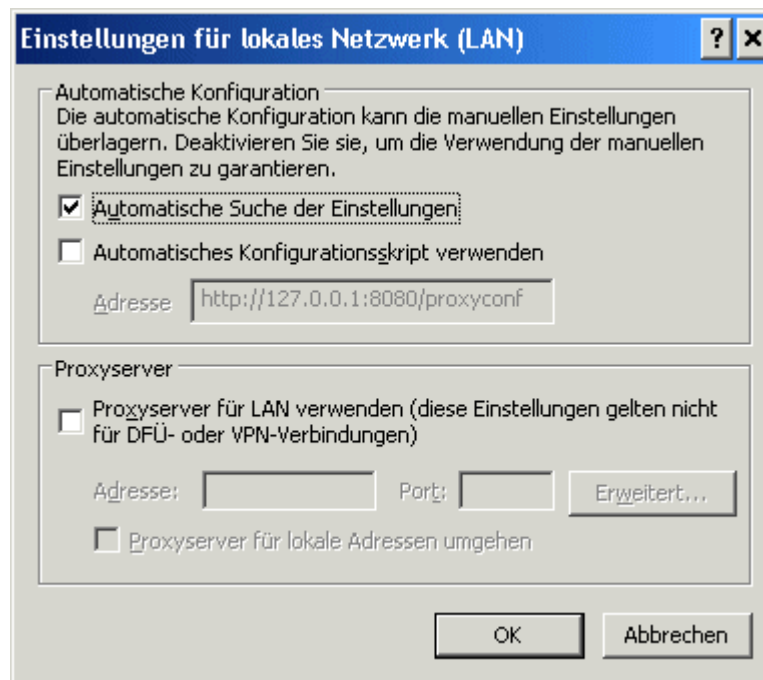 Einstellungen für lokales Netzwerk (LAN)
Automatische Konfiguration
Die automatische Konfiguration kann die manuellen Einstellungen
überlagern. Deaktivieren Sie sie, um die Verwendung der manuellen
Einstellungen zu garantieren.
Automatische Suche der Einstellungen
Automatisches Konfigurationsskript verwenden
Adresse http://127.0.0.1:8080/proxyconf
Proxyserver
Proxyserver für LAN verwenden (diese Einstellungen gelten nicht
für DFÜ- oder VPN-Verbindungen)
Adresse: Port: Erweitert...
Proxyserver für lokale Adressen umgehen
OK Abbrechen